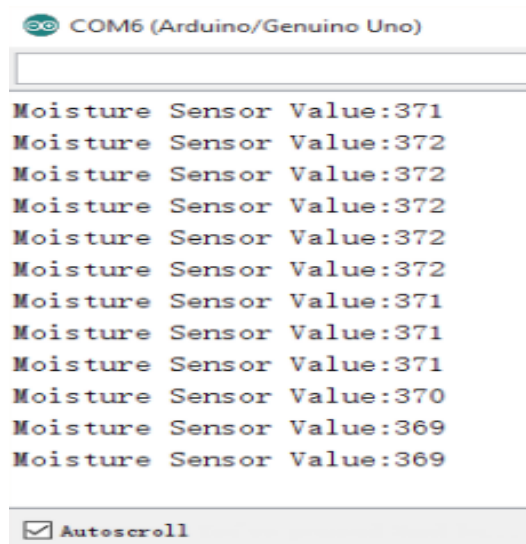 COM6 (Arduino/Genuino Uno)
Moisture Sensor Value:371
Moisture Sensor Value:372
Moisture Sensor Value:372
Moisture Sensor Value:372
Moisture Sensor Value:372
Moisture Sensor Value:372
Moisture Sensor Value:371
Moisture Sensor Value:371
Moisture Sensor Value:371
Moisture Sensor Value:370
Moisture Sensor Value:369
Moisture Sensor Value:369
Autoscroll